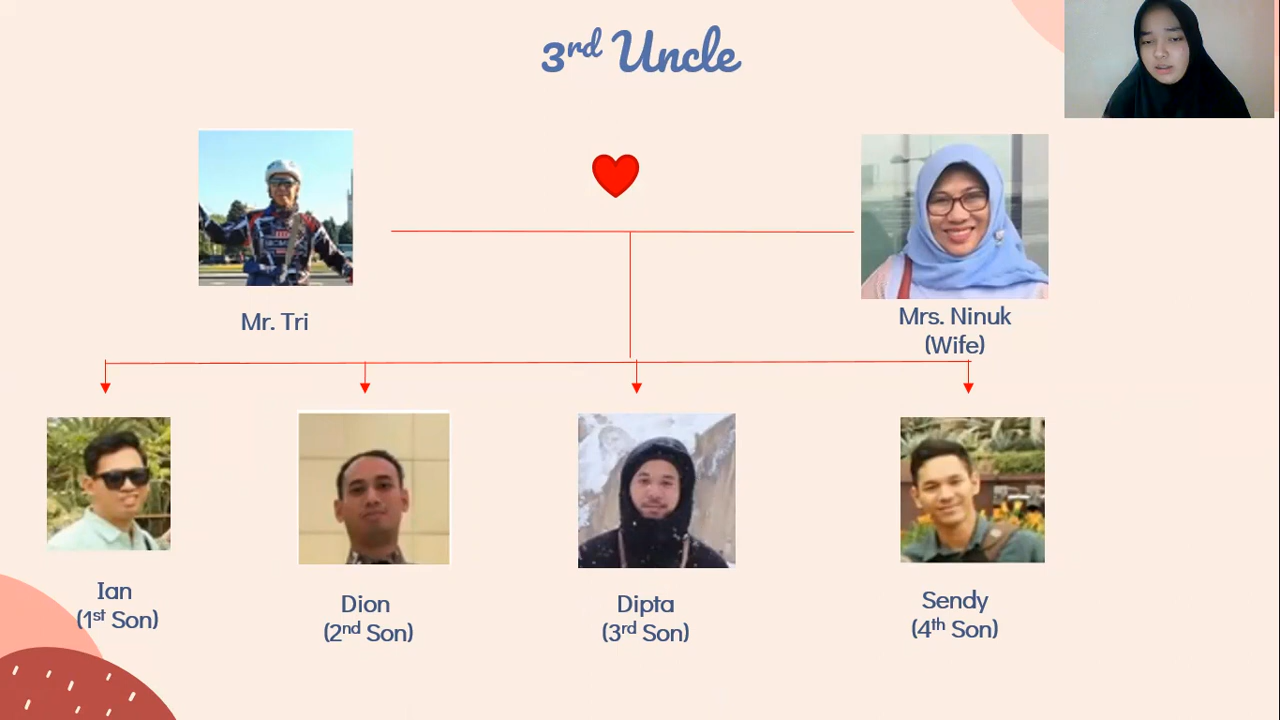 3rd Uncle
Mr. Tri
Mrs. Ninuk
(Wife)
Ian
(1st Son)
Dion
(2nd Son)
Dipta
(3rd Son)
Sendy
(4th Son)